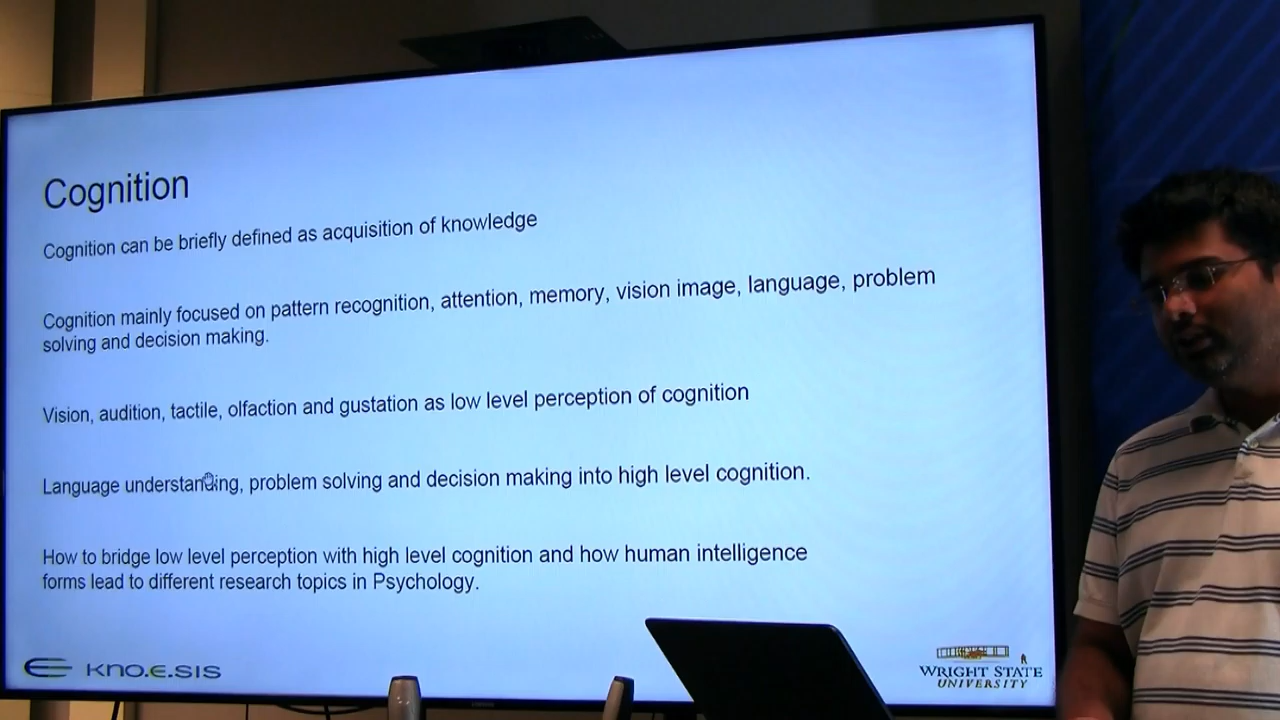 Cognition
Cognition can be briefly defined as acquisition of knowledge
Cognition mainly focused on pattern recognition, attention, memory, vision image, language, problem
solving and decision making.
Vision, audition, tactile, olfaction and gustation as low level perception of cognition
Language understanding, problem solving and decision making into high level cognition.
How to bridge low level perception with high level cognition and how human intelligence
forms lead to different research topics in Psychology.
KNO.E.SIS
WRIGHT STATE
UNIVERSITY